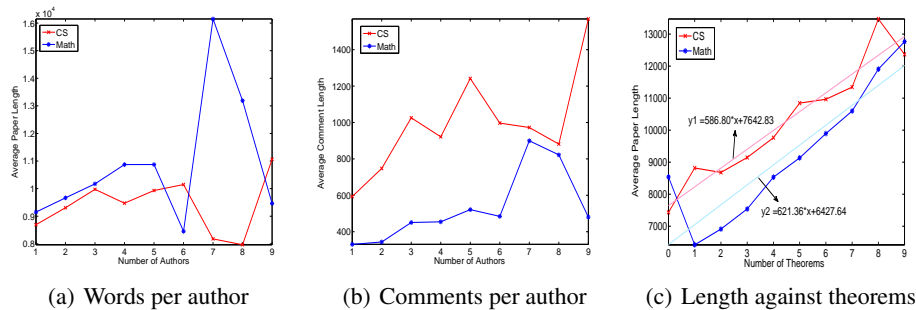 x 10⁴
1.6
1.5
1.4
1.3
1.2
1.1
1
0.9
0.8
Average Paper Length
CS
Math
1 2 3 4 5 6 7 8 9
Number of Authors
(a) Words per author
1400
1200
1000
800
600
400
Average Comment Length
CS
Math
1 2 3 4 5 6 7 8 9
Number of Authors
(b) Comments per author
13000
12000
11000
10000
9000
8000
7000
Average Paper Length
CS
Math
y1 =586.80*x+7642.83
y2 =621.36*x+6427.64
0 1 2 3 4 5 6 7 8 9
Number of Theorems
(c) Length against theorems